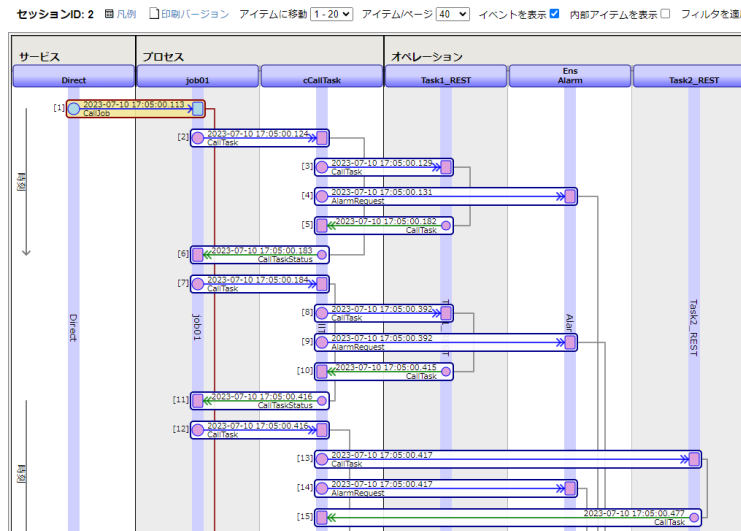 セッションID: 2 凡例 印刷バージョン アイテムに移動 1 - 20 アイテム/ページ 40 イベントを表示 内部アイテムを表示 フィルタを適
サービス プロセス オペレーション
Direct job01 cCallTask Task1_REST Ens Alarm Task2_REST
[1] 2023-07-10 17:05:00.113
CallJob
[2] 2023-07-10 17:05:00.124
CallTask
[3] 2023-07-10 17:05:00.129
CallTask
[4] 2023-07-10 17:05:00.131
AlarmRequest
[5] 2023-07-10 17:05:00.182
CallTask
時刻
[6] 2023-07-10 17:05:00.183
CallTaskStatus
[7] 2023-07-10 17:05:00.184
CallTask
[8] 2023-07-10 17:05:00.392
CallTask
Direct job01 Task2_REST
[9] 2023-07-10 17:05:00.392
AlarmRequest
[10] 2023-07-10 17:05:00.415
CallTask
[11] 2023-07-10 17:05:00.416
CallTaskStatus
[12] 2023-07-10 17:05:00.416
CallTask
[13] 2023-07-10 17:05:00.417
CallTask
時刻
[14] 2023-07-10 17:05:00.417
AlarmRequest
[15] 2023-07-10 17:05:00.477
CallTask